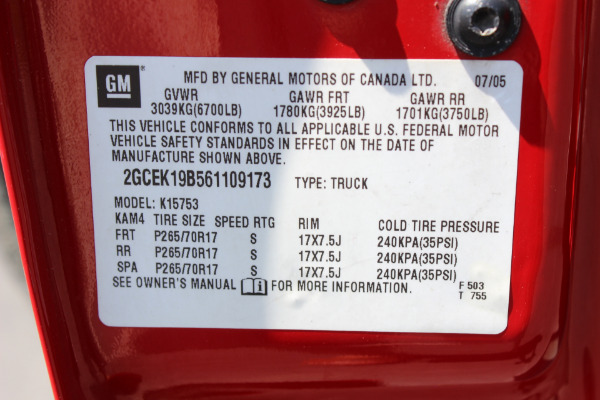 GM ® MFD BY GENERAL MOTORS OF CANADA LTD. 07/05
GVWR GAWR FRT GAWR RR
3039KG(6700LB) 1780KG(3925LB) 1701KG(3750LB)
THIS VEHICLE CONFORMS TO ALL APPLICABLE U.S. FEDERAL MOTOR
VEHICLE SAFETY STANDARDS IN EFFECT ON THE DATE OF
MANUFACTURE SHOWN ABOVE.
2GCEK19B561109173 TYPE: TRUCK
MODEL: K15753
KAM4 TIRE SIZE SPEED RTG RIM COLD TIRE PRESSURE
FRT P265/70R17 S 17X7.5J 240KPA(35PSI)
RR P265/70R17 S 17X7.5J 240KPA(35PSI)
SPA P265/70R17 S 17X7.5J 240KPA(35PSI)
SEE OWNER'S MANUAL FOR MORE INFORMATION. F 503
T 755